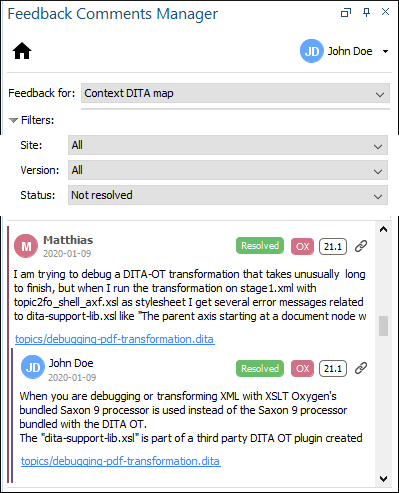 Feedback Comments Manager
JD John Doe
Feedback for: Context DITA map
Filters:
Site: All
Version: All
Status: Not resolved
M Matthias Resolved OX 21.1
2020-01-09
I am trying to debug a DITA-OT transformation that takes unusually long
to finish, but when I run the transformation on stage1.xml with
topic2fo_shell_axf.xsl as stylesheet I get several error messages related
to dita-support-lib.xsl like "The parent axis starting at a document node w
topics/debugging-pdf-transformation.dita
JD John Doe Resolved OX 21.1
2020-01-09
When you are debugging or transforming XML with XSLT Oxygen's
bundled Saxon 9 processor is used instead of the Saxon 9 processor
bundled with the DITA OT.
The "dita-support-lib.xsl" is part of a third party DITA OT plugin created
topics/debugging-pdf-transformation.dita